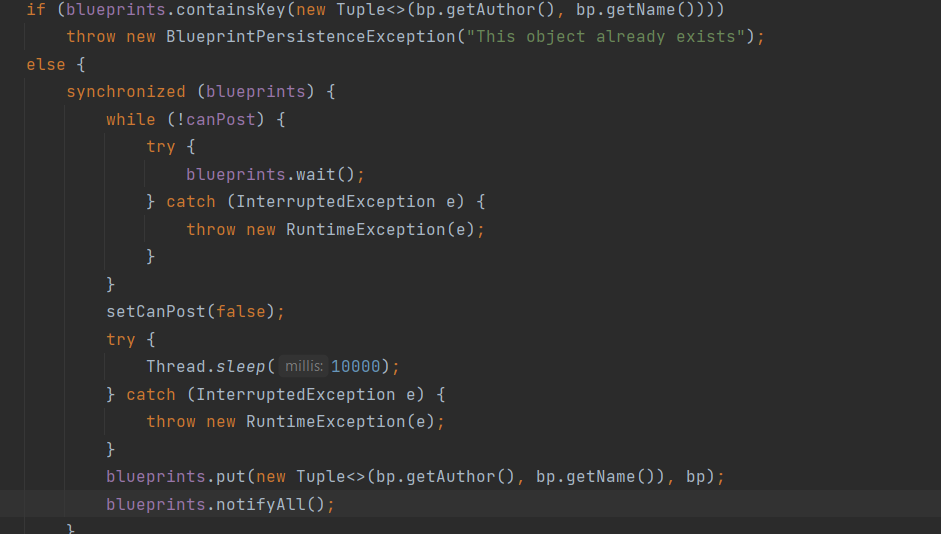 if (blueprints.containsKey(new Tuple<>(bp.getAuthor(), bp.getName())))
throw new BlueprintPersistenceException("This object already exists");
else {
synchronized (blueprints) {
while (!canPost) {
try {
blueprints.wait();
} catch (InterruptedException e) {
throw new RuntimeException(e);
}
}
setCanPost(false);
try {
Thread.sleep( millis: 10000);
} catch (InterruptedException e) {
throw new RuntimeException(e);
}
blueprints.put(new Tuple<>(bp.getAuthor(), bp.getName()), bp);
blueprints.notifyAll();
}